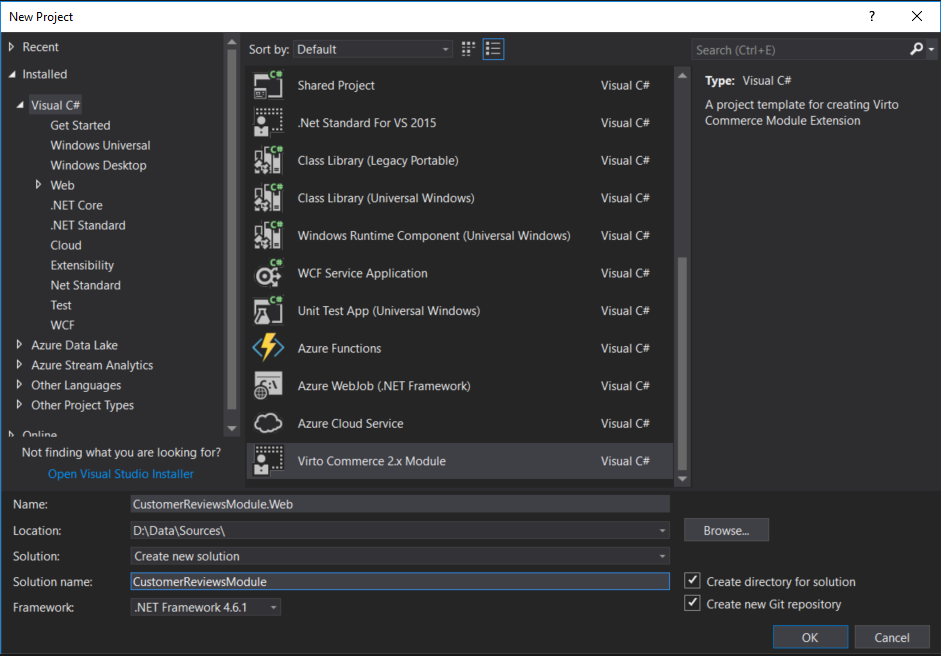 New Project
?
Recent
Installed
Visual C#
Get Started
Windows Universal
Windows Desktop
Web
.NET Core
.NET Standard
Cloud
Extensibility
Net Standard
Test
WCF
Azure Data Lake
Azure Stream Analytics
Other Languages
Other Project Types
Online
Not finding what you are looking for?
Open Visual Studio Installer
Sort by: Default
Shared Project Visual C#
.Net Standard For VS 2015 Visual C#
Class Library (Legacy Portable) Visual C#
Class Library (Universal Windows) Visual C#
Windows Runtime Component (Universal Windows) Visual C#
WCF Service Application Visual C#
Unit Test App (Universal Windows) Visual C#
Azure Functions Visual C#
Azure WebJob (.NET Framework) Visual C#
Azure Cloud Service Visual C#
Virto Commerce 2.x Module Visual C#
Search (Ctrl+E)
Type: Visual C#
A project template for creating Virto
Commerce Module Extension
Name: CustomerReviewsModule.Web
Location: D:\Data\Sources\
Browse...
Solution: Create new solution
Solution name: CustomerReviewsModule
Create directory for solution
Framework: .NET Framework 4.6.1
Create new Git repository
OK Cancel